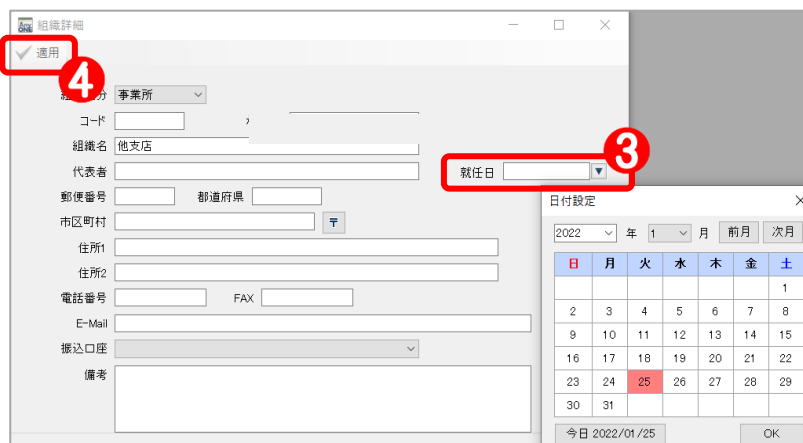 Any ONE 組織詳細
適用
4
分 事業所
コード
組織名 他支店
代表者
就任日
3
郵便番号 都道府県
市区町村 〒
住所1
住所2
電話番号 FAX
E-Mail
振込口座
備考
日付設定
2022 年 1 月 前月 次月
日 月 火 水 木 金 土
1
2 3 4 5 6 7 8
9 10 11 12 13 14 15
16 17 18 19 20 21 22
23 24 25 26 27 28 29
30 31
今日 2022/01/25 OK